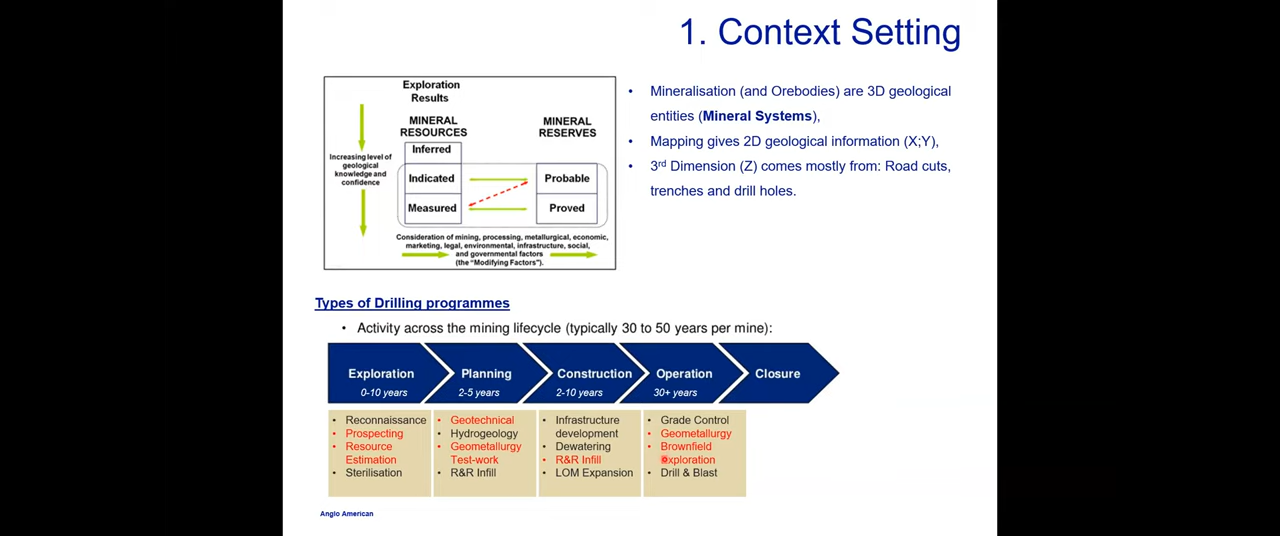 1. Context Setting
Exploration
Results
MINERAL
RESOURCES
MINERAL
RESERVES
Increasing level of
geological
knowledge and
confidence
Inferred
Indicated
Probable
Measured
Proved
Consideration of mining, processing, metallurgical, economic,
marketing, legal, environmental, infrastructure, social,
and governmental factors
(the "Modifying Factors").
• Mineralisation (and Orebodies) are 3D geological
entities (Mineral Systems),
• Mapping gives 2D geological information (X;Y),
• 3rd Dimension (Z) comes mostly from: Road cuts,
trenches and drill holes.
Types of Drilling programmes
• Activity across the mining lifecycle (typically 30 to 50 years per mine):
Exploration
0-10 years
Planning
2-5 years
Construction
2-10 years
Operation
30+ years
Closure
• Reconnaissance
• Prospecting
• Resource
Estimation
• Sterilisation
• Geotechnical
• Hydrogeology
• Geometallurgy
Test-work
• R&R Infill
• Infrastructure
development
• Dewatering
• R&R Infill
• LOM Expansion
• Grade Control
• Geometallurgy
• Brownfield
Exploration
• Drill & Blast
Anglo American